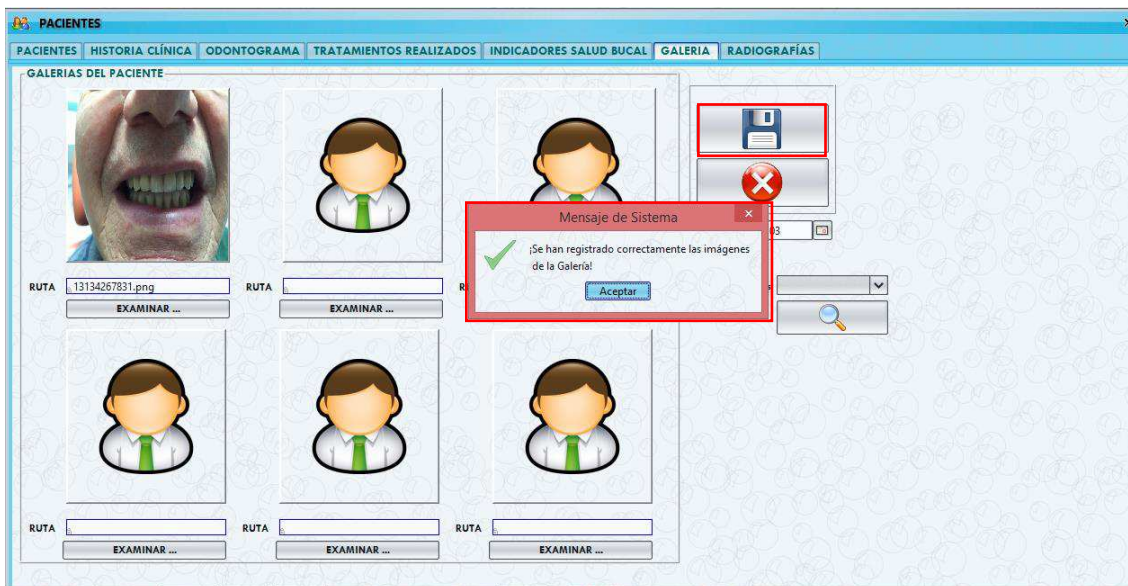 PACIENTES
PACIENTES HISTORIA CLÍNICA ODONTOGRAMA TRATAMIENTOS REALIZADOS INDICADORES SALUD BUCAL GALERIA RADIOGRAFÍAS
GALERIAS DEL PACIENTE
Mensaje de Sistema
03
¡Se han registrado correctamente las imágenes
de la Galería!
Aceptar
RUTA 13134267831.png RUTA
EXAMINAR ... EXAMINAR ...
RUTA RUTA RUTA
EXAMINAR ... EXAMINAR ... EXAMINAR ...